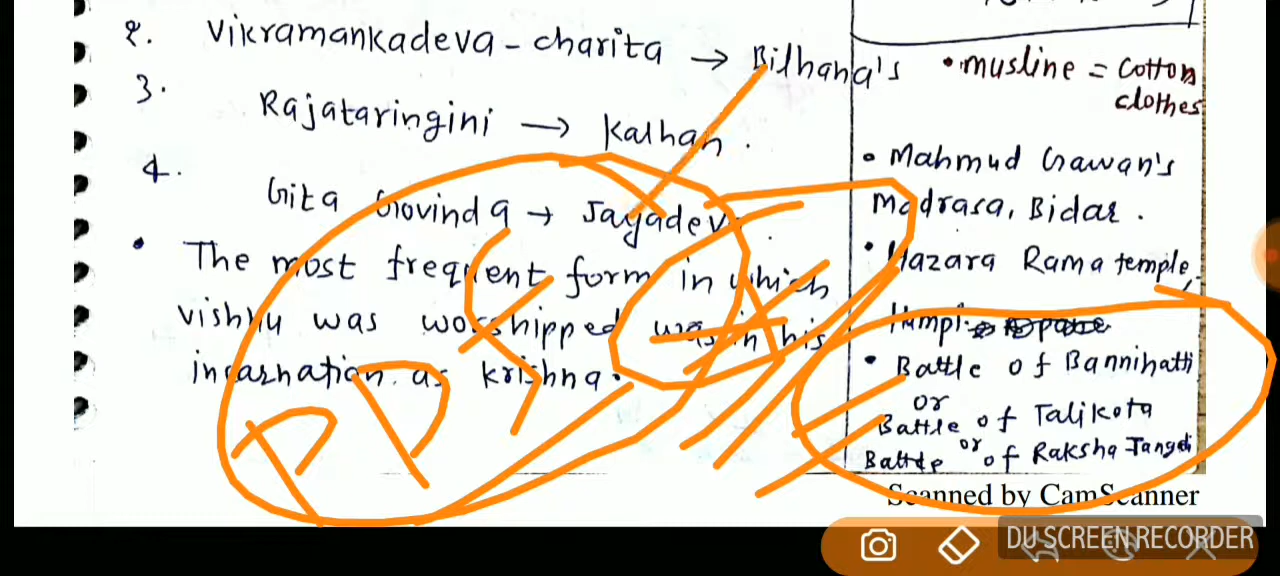 2. Vikramankadeva - charita → Bilhana's
3. Rajataringini → Kalhan.
4. Gita Govinda → Jayadev
• The most frequent form in which
vishnu was worshipped was in his
incarnation as krishna.
• musline = cotton
clothes
• Mahmud Gawan's
Madrasa, Bidar.
• Hazara Rama temple,
Hampi
• Battle of Bannihatti
or
Battle of Talikota
or
Battle of Raksha Tangdi
PPS
Scanned by CamScanner
DU SCREEN RECORDER